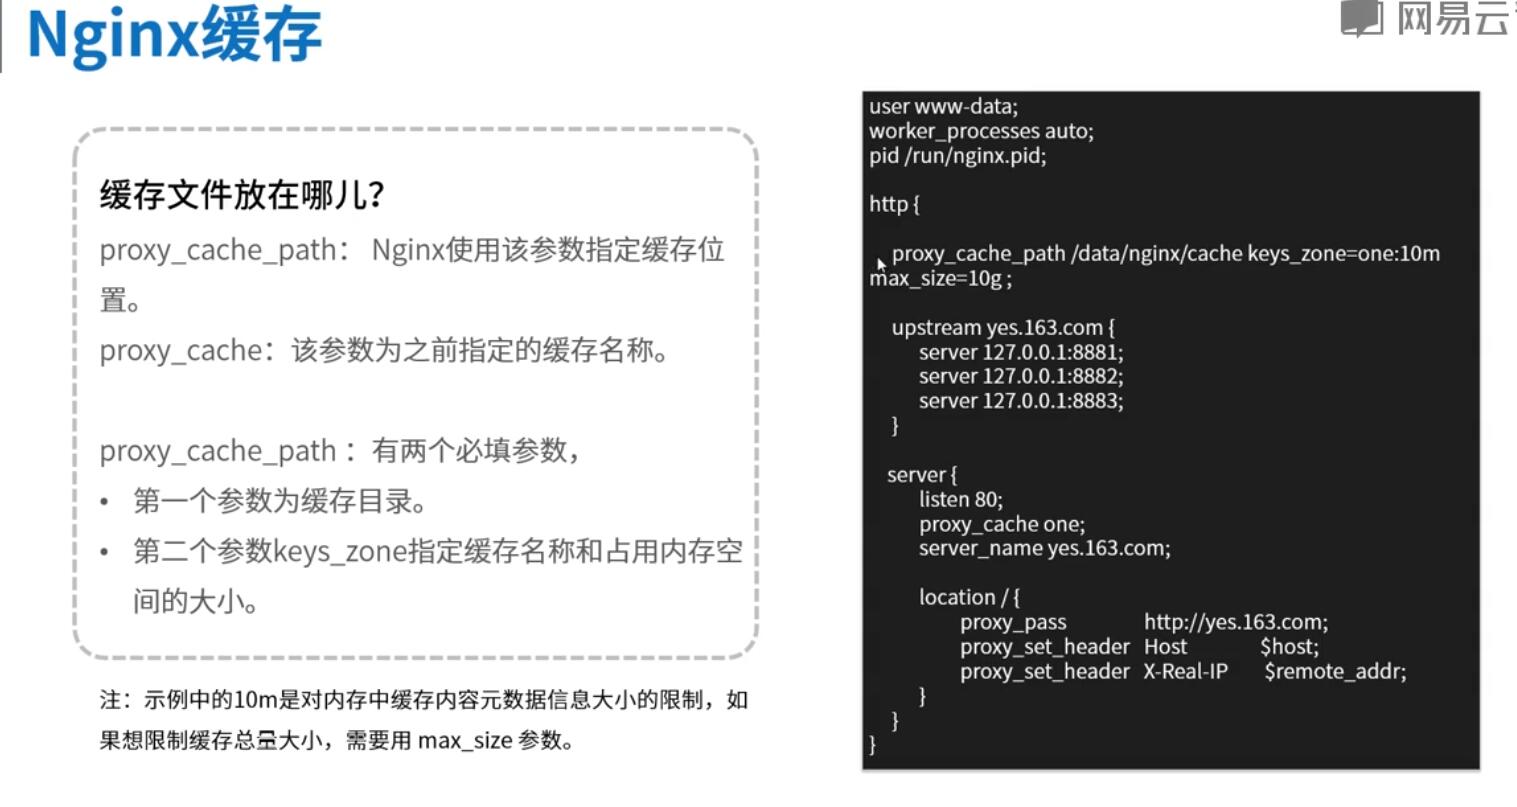 Nginx缓存
网易云
缓存文件放在哪儿？
proxy_cache_path： Nginx使用该参数指定缓存位
置。
proxy_cache：该参数为之前指定的缓存名称。
proxy_cache_path ：有两个必填参数，
• 第一个参数为缓存目录。
• 第二个参数keys_zone指定缓存名称和占用内存空
间的大小。
注：示例中的10m是对内存中缓存内容元数据信息大小的限制，如
果想限制缓存总量大小，需要用 max_size 参数。
user www-data;
worker_processes auto;
pid /run/nginx.pid;
http {
proxy_cache_path /data/nginx/cache keys_zone=one:10m
max_size=10g ;
upstream yes.163.com {
server 127.0.0.1:8881;
server 127.0.0.1:8882;
server 127.0.0.1:8883;
}
server {
listen 80;
proxy_cache one;
server_name yes.163.com;
location / {
proxy_pass http://yes.163.com;
proxy_set_header Host $host;
proxy_set_header X-Real-IP $remote_addr;
}
}
}